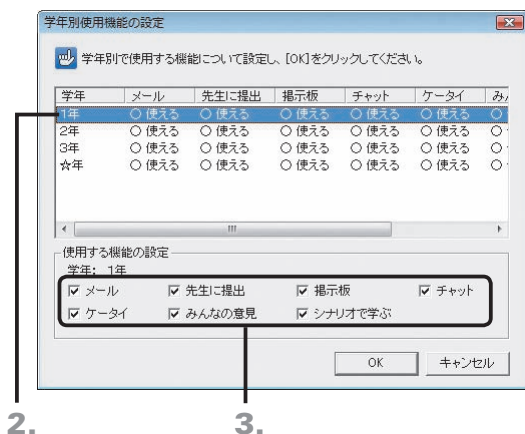 学年別使用機能の設定
学年別で使用する機能について設定し、[OK]をクリックしてください。
学年 メール 先生に提出 掲示板 チャット ケータイ み
1年 ○ 使える ○ 使える ○ 使える ○ 使える ○ 使える ○
2年 ○ 使える ○ 使える ○ 使える ○ 使える ○ 使える ○
3年 ○ 使える ○ 使える ○ 使える ○ 使える ○ 使える ○
☆年 ○ 使える ○ 使える ○ 使える ○ 使える ○ 使える ○
使用する機能の設定
学年: 1年
メール 先生に提出 掲示板 チャット
ケータイ みんなの意見 シナリオで学ぶ
OK キャンセル
2. 3.